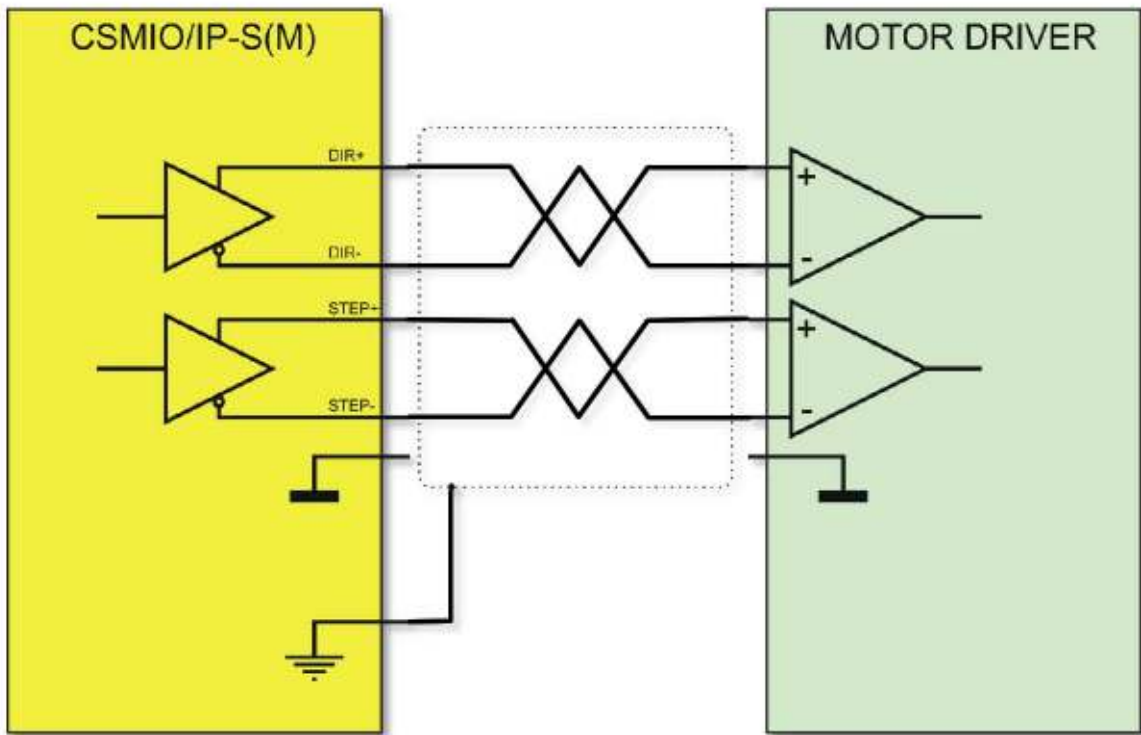 CSMIO/IP-S(M)
MOTOR DRIVER
DIR+
+
DIR-
-
STEP+
+
STEP-
-